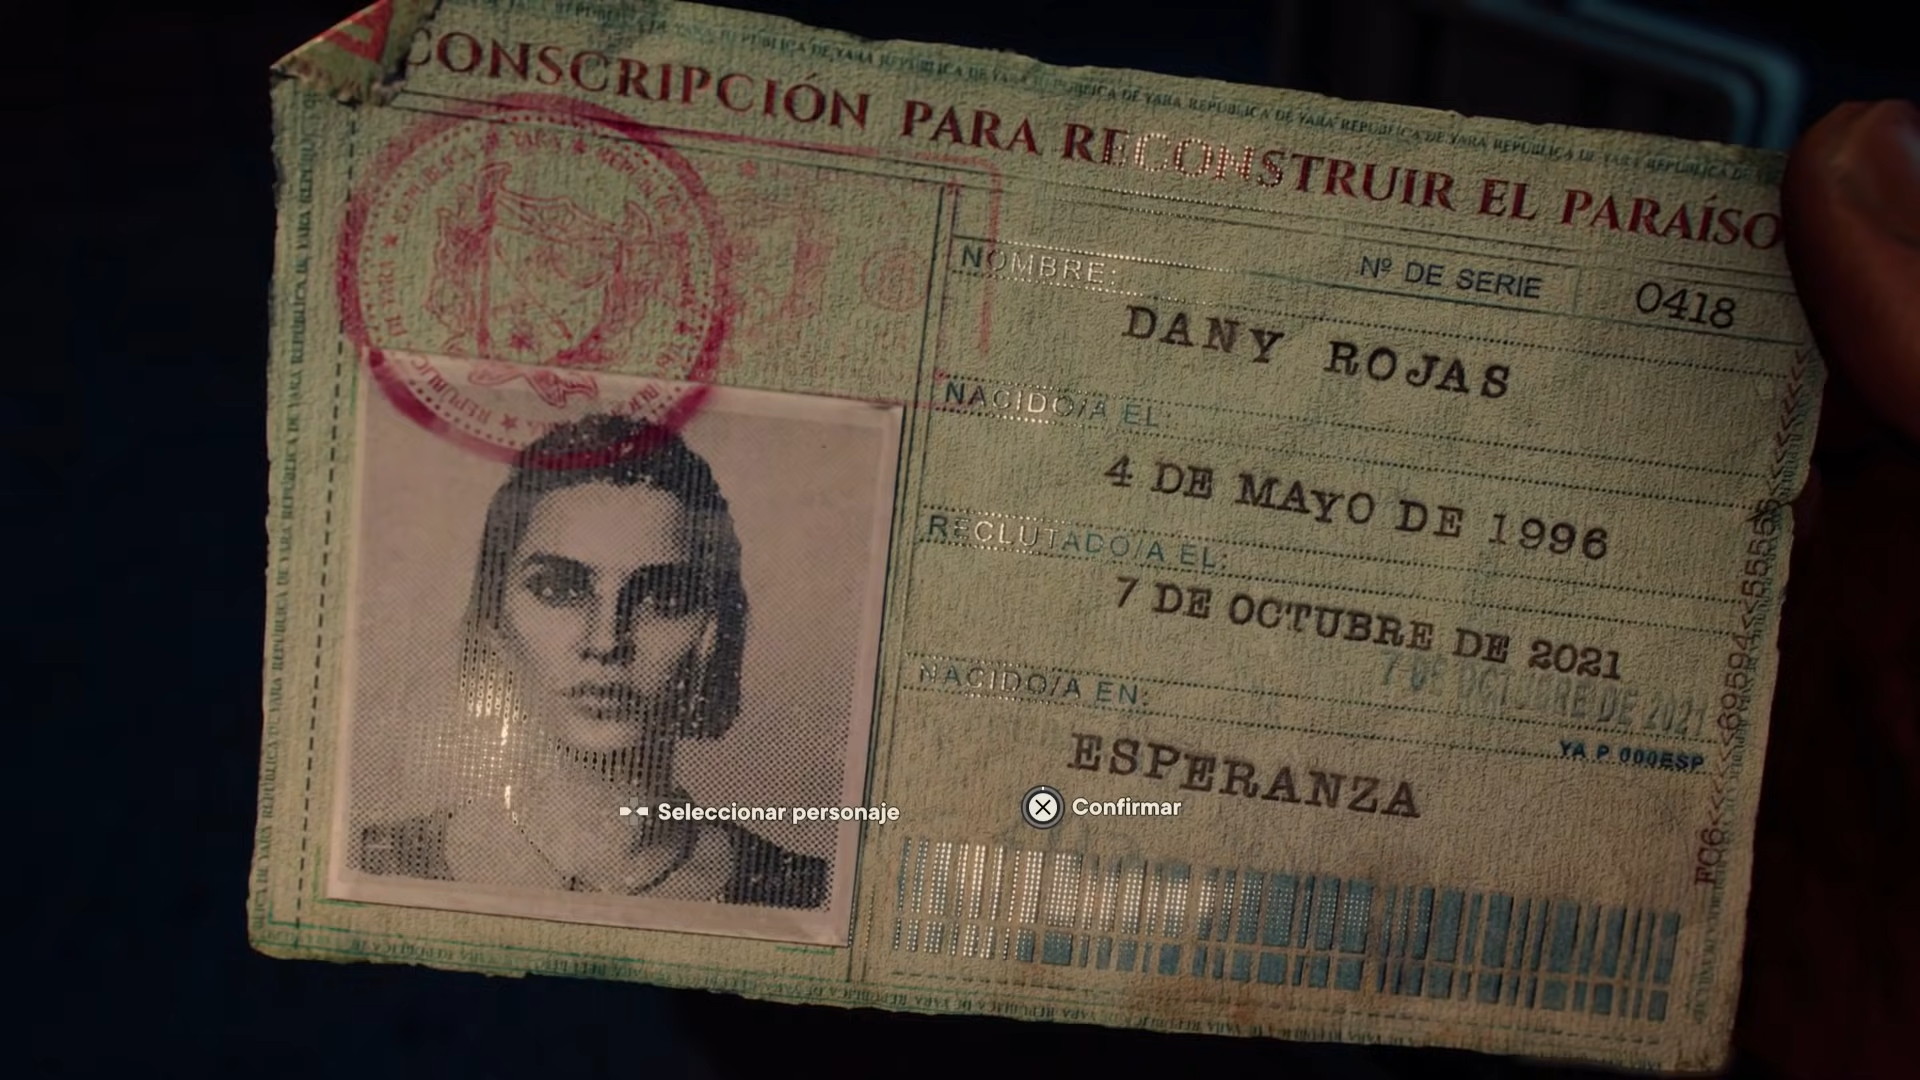 CONSCRIPCIÓN PARA RECONSTRUIR EL PARAÍSO
NOMBRE:
Nº DE SERIE
0418
DANY ROJAS
NACIDO/A EL:
4 DE MAYO DE 1996
RECLUTADO/A EL:
7 DE OCTUBRE DE 2021
7 DE OCTUBRE DE 2021
NACIDO/A EN:
YA P 000ESP
ESPERANZA
Seleccionar personaje
Confirmar